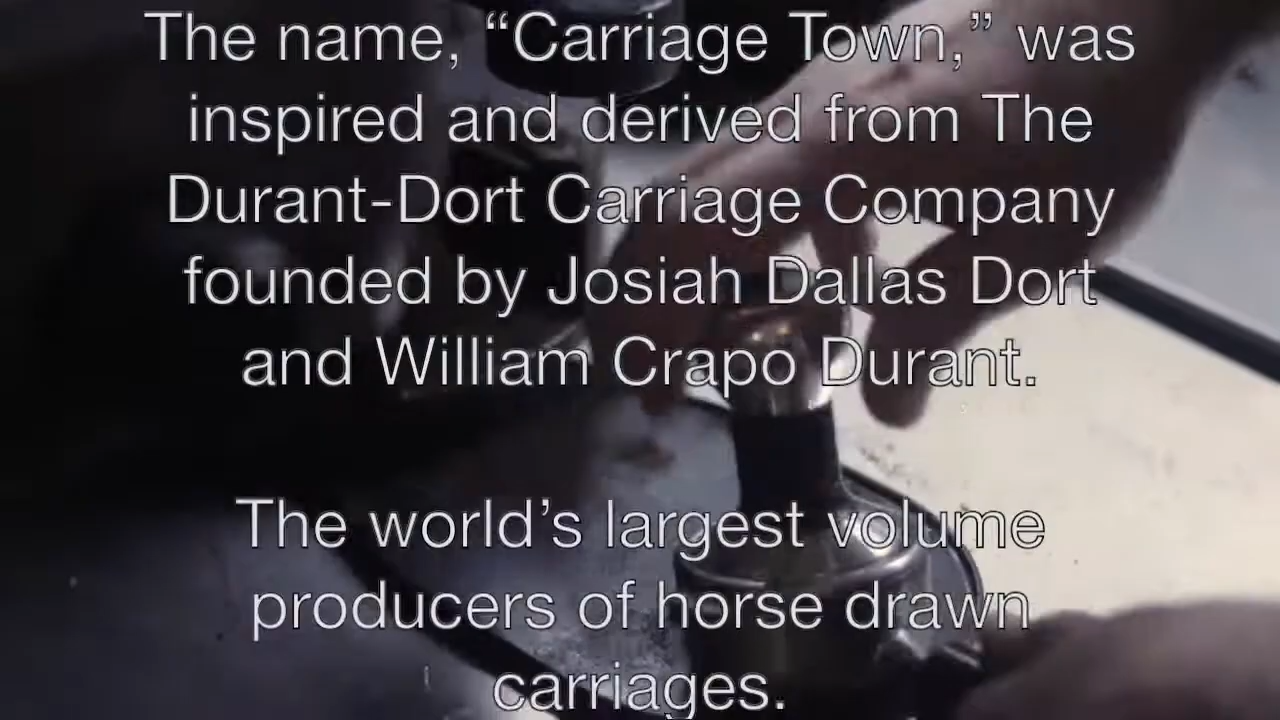 The name, “Carriage Town,” was
inspired and derived from The
Durant-Dort Carriage Company
founded by Josiah Dallas Dort
and William Crapo Durant.
The world’s largest volume
producers of horse drawn
carriages.